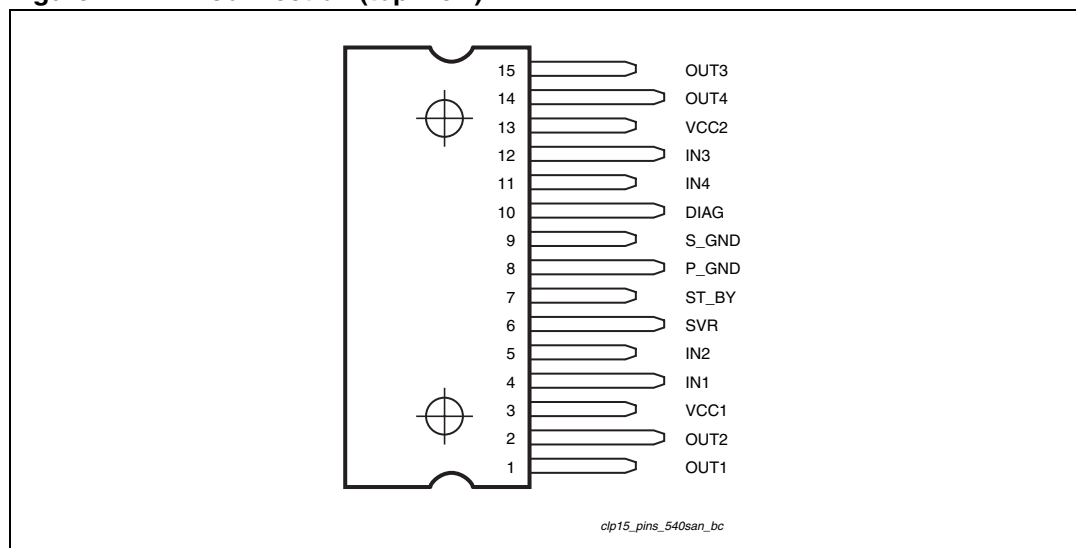 15 OUT3
14 OUT4
13 VCC2
12 IN3
11 IN4
10 DIAG
9 S_GND
8 P_GND
7 ST_BY
6 SVR
5 IN2
4 IN1
3 VCC1
2 OUT2
1 OUT1
clp15_pins_540san_bc